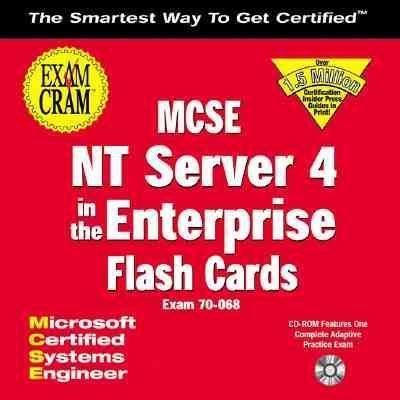 The Smartest Way To Get Certified™
EXAM
CRAM™
Over
1.5 Million
Certification
Insider Press
Guides in
Print!
MCSE
NT Server 4
in the Enterprise
Flash Cards
Exam 70-068
Microsoft
Certified
Systems
Engineer
CD-ROM Features One
Complete Adaptive
Practice Exam